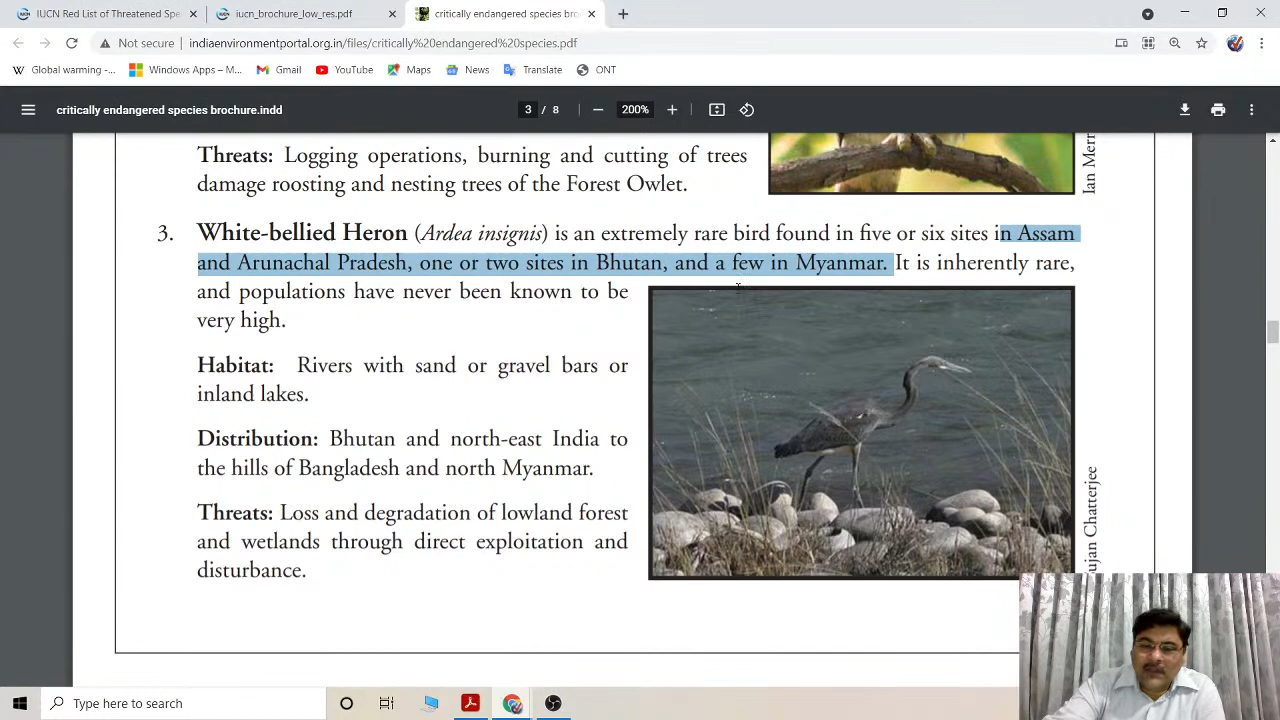 IUCN Red List of Threatened Spe
iucn_brochure_low_res.pdf
critically endangered species bro
Not secure
indiaenvironmentportal.org.in/files/critically%20endangered%20species.pdf
Global warming -...
Windows Apps – M...
Gmail
YouTube
Maps
News
Translate
ONT
critically endangered species brochure.indd
3 / 8
200%
Threats: Logging operations, burning and cutting of trees
damage roosting and nesting trees of the Forest Owlet.
Ian Merr
3. White-bellied Heron (Ardea insignis) is an extremely rare bird found in five or six sites in Assam
and Arunachal Pradesh, one or two sites in Bhutan, and a few in Myanmar. It is inherently rare,
and populations have never been known to be
very high.
Habitat: Rivers with sand or gravel bars or
inland lakes.
Distribution: Bhutan and north-east India to
the hills of Bangladesh and north Myanmar.
Threats: Loss and degradation of lowland forest
and wetlands through direct exploitation and
disturbance.
ujan Chatterjee
Type here to search